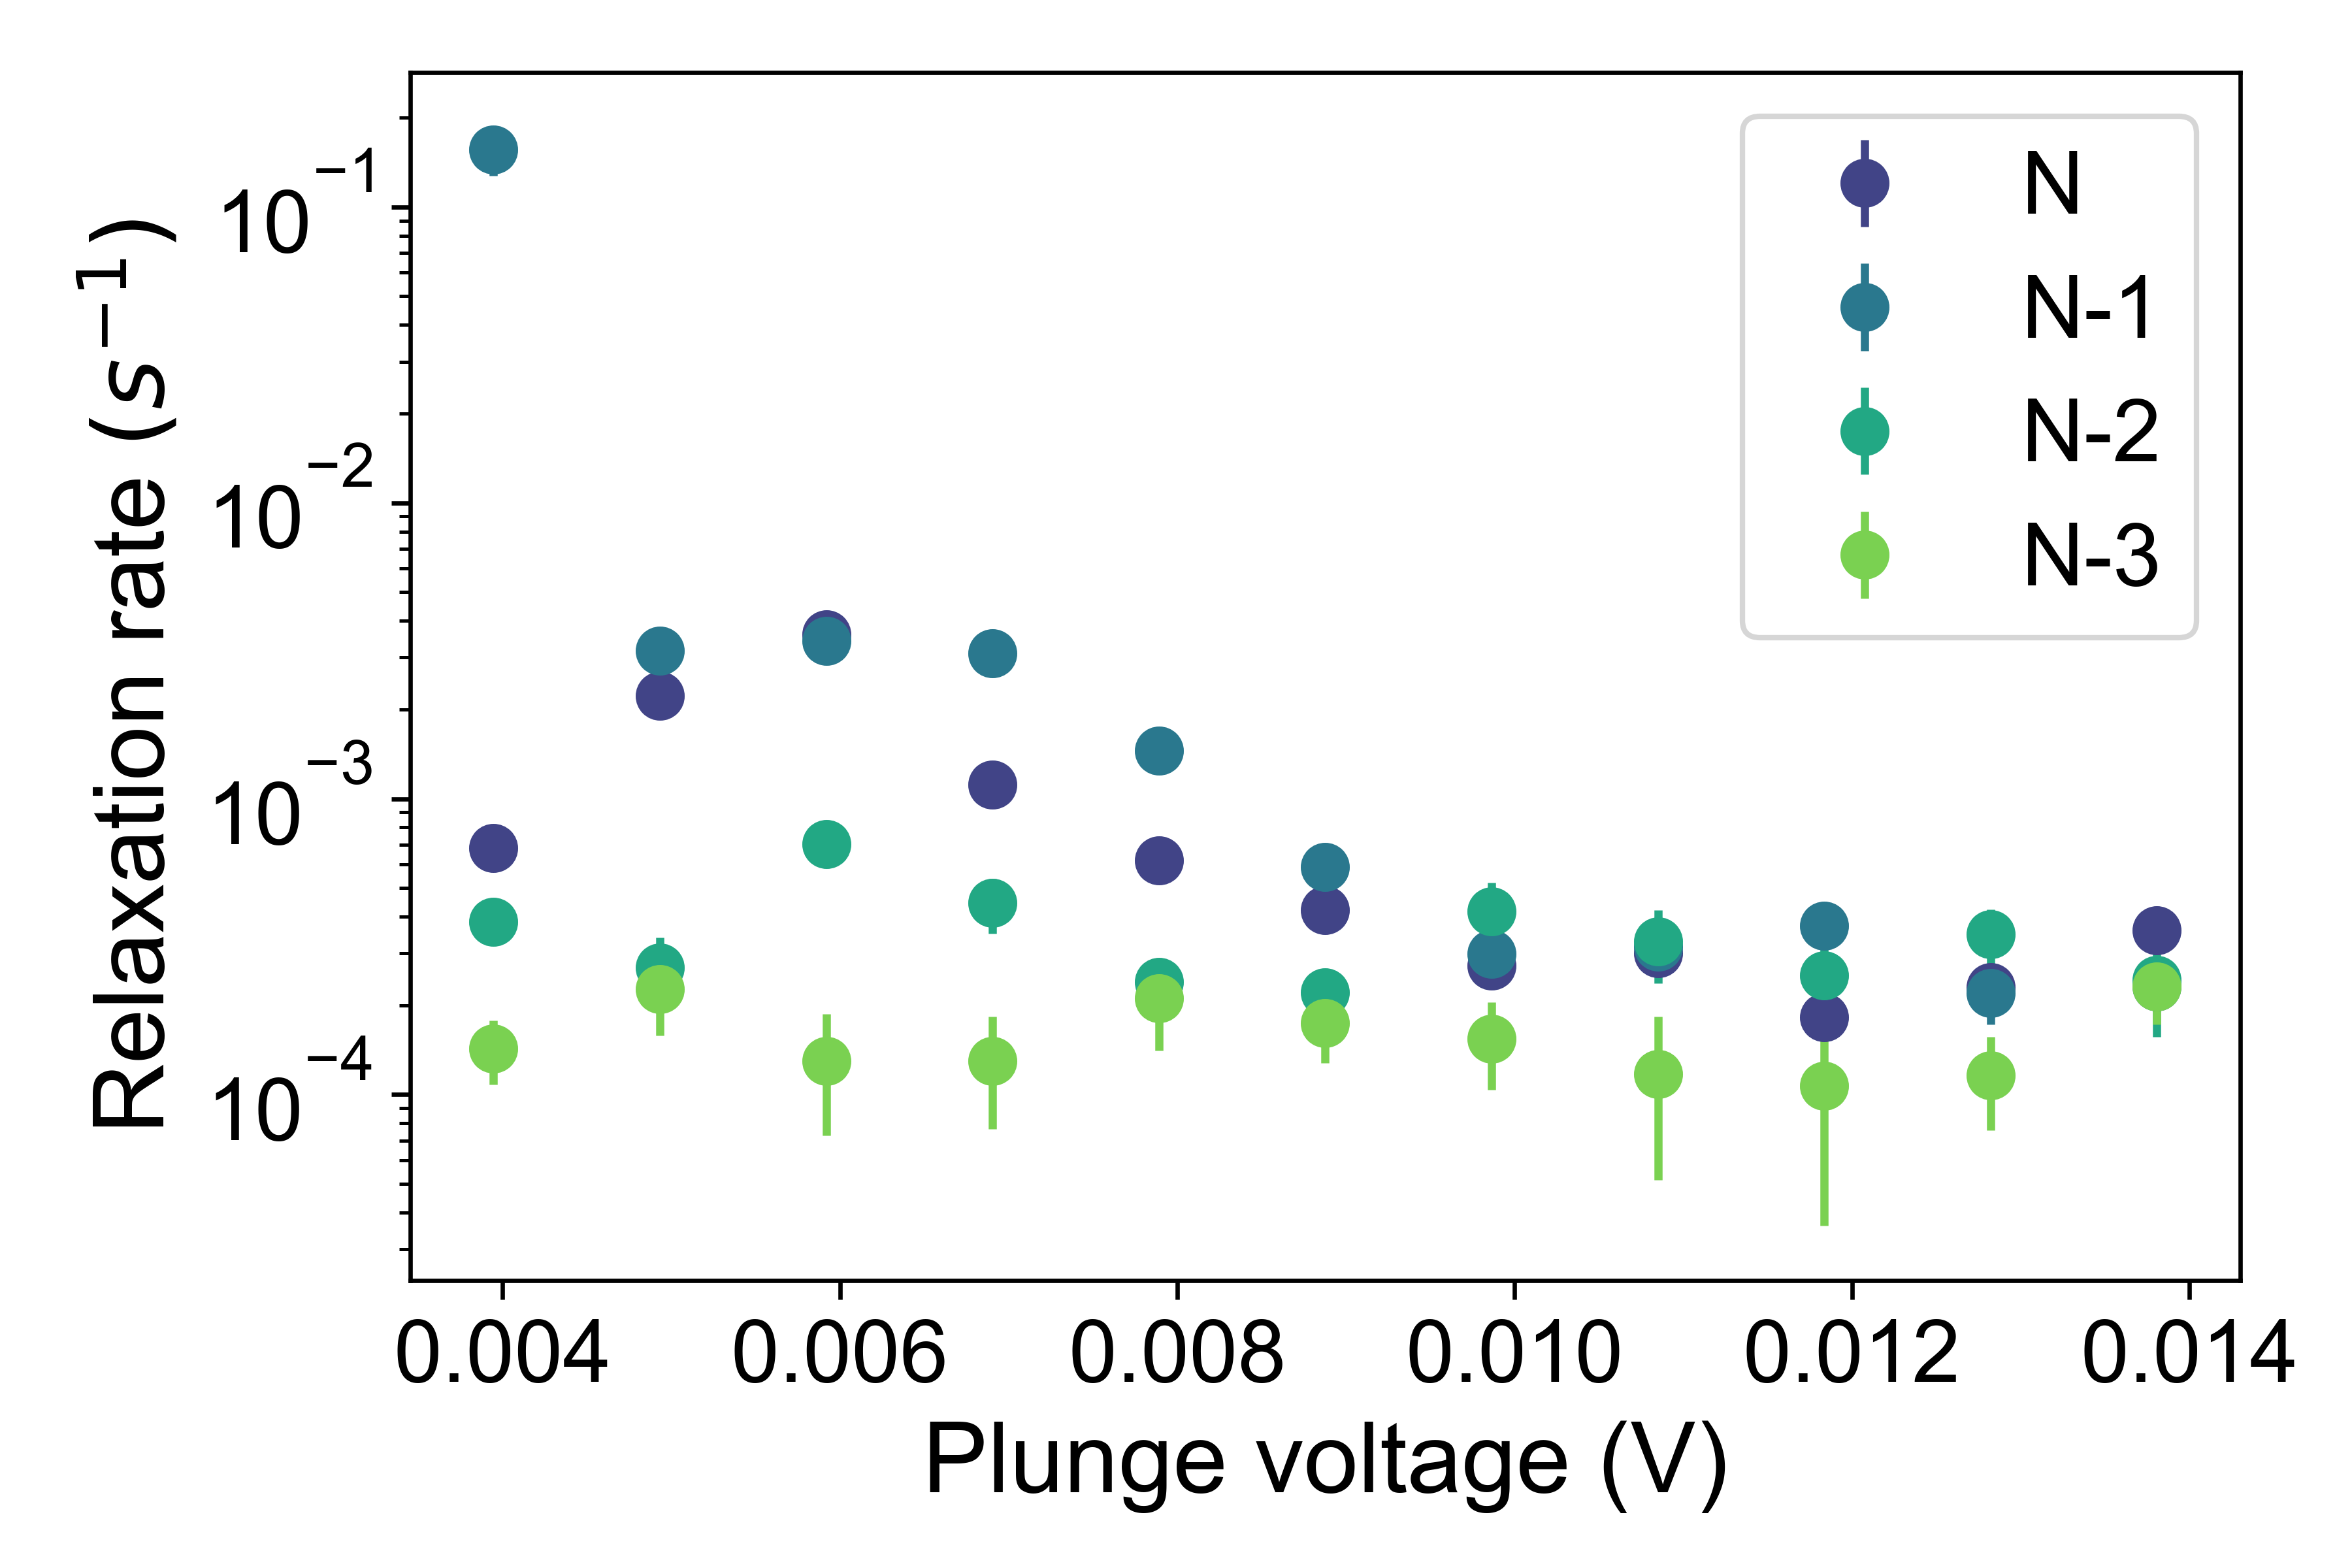 Relaxation rate (s⁻¹)
10⁻¹
10⁻²
10⁻³
10⁻⁴
N
N-1
N-2
N-3
0.004 0.006 0.008 0.010 0.012 0.014
Plunge voltage (V)